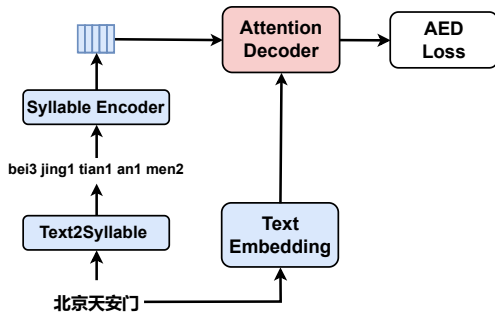 Attention
Decoder
AED
Loss
Syllable Encoder
bei3 jing1 tian1 an1 men2
Text2Syllable
Text
Embedding
北京天安门